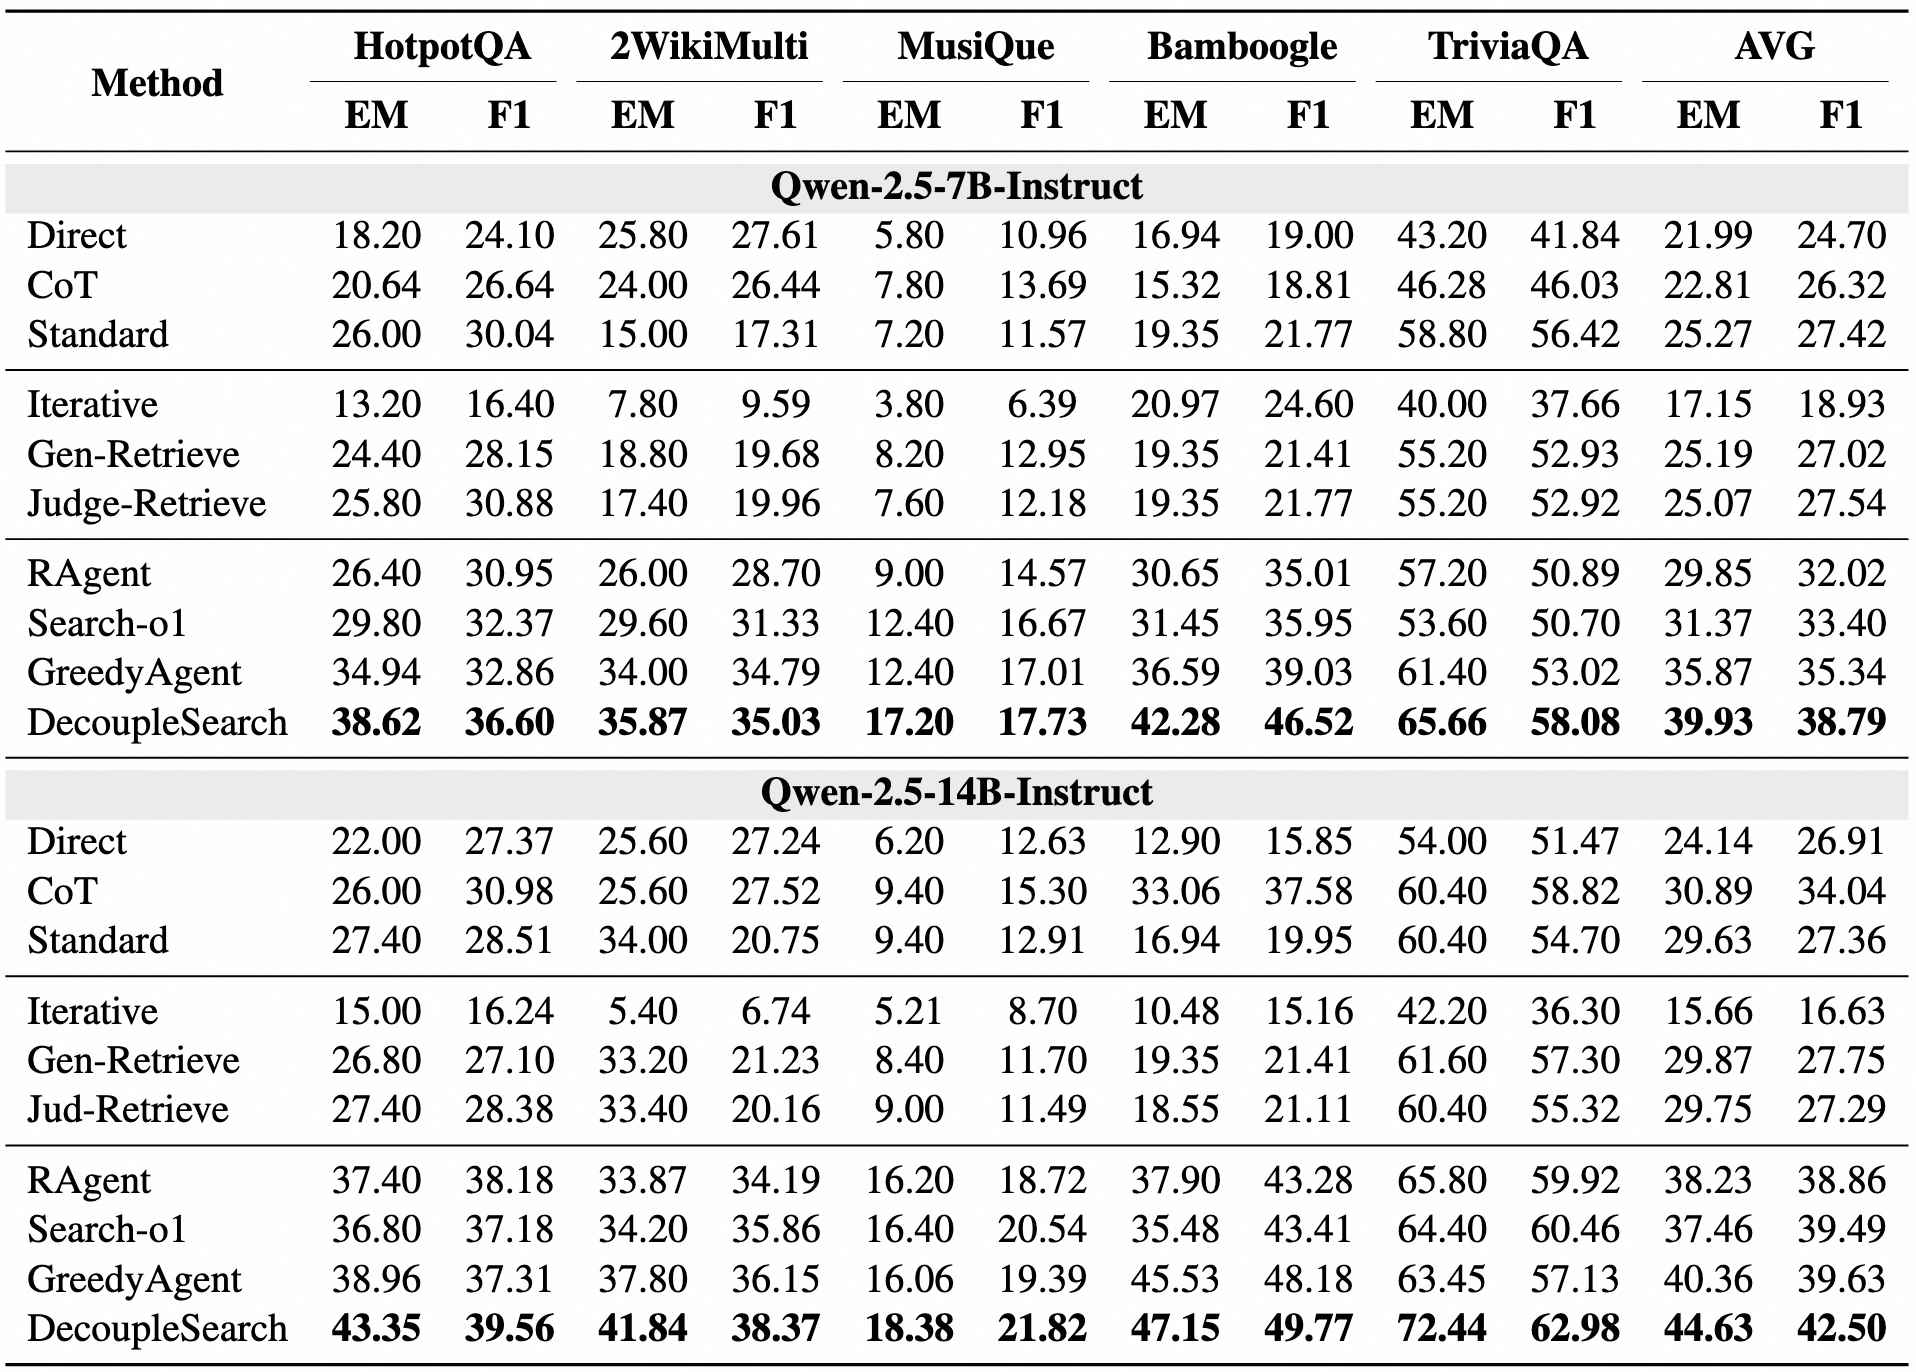 Method HotpotQA 2WikiMulti MusiQue Bamboogle TriviaQA AVG
EM F1 EM F1 EM F1 EM F1 EM F1 EM F1
Qwen-2.5-7B-Instruct
Direct 18.20 24.10 25.80 27.61 5.80 10.96 16.94 19.00 43.20 41.84 21.99 24.70
CoT 20.64 26.64 24.00 26.44 7.80 13.69 15.32 18.81 46.28 46.03 22.81 26.32
Standard 26.00 30.04 15.00 17.31 7.20 11.57 19.35 21.77 58.80 56.42 25.27 27.42
Iterative 13.20 16.40 7.80 9.59 3.80 6.39 20.97 24.60 40.00 37.66 17.15 18.93
Gen-Retrieve 24.40 28.15 18.80 19.68 8.20 12.95 19.35 21.41 55.20 52.93 25.19 27.02
Judge-Retrieve 25.80 30.88 17.40 19.96 7.60 12.18 19.35 21.77 55.20 52.92 25.07 27.54
RAgent 26.40 30.95 26.00 28.70 9.00 14.57 30.65 35.01 57.20 50.89 29.85 32.02
Search-o1 29.80 32.37 29.60 31.33 12.40 16.67 31.45 35.95 53.60 50.70 31.37 33.40
GreedyAgent 34.94 32.86 34.00 34.79 12.40 17.01 36.59 39.03 61.40 53.02 35.87 35.34
DecoupleSearch 38.62 36.60 35.87 35.03 17.20 17.73 42.28 46.52 65.66 58.08 39.93 38.79
Qwen-2.5-14B-Instruct
Direct 22.00 27.37 25.60 27.24 6.20 12.63 12.90 15.85 54.00 51.47 24.14 26.91
CoT 26.00 30.98 25.60 27.52 9.40 15.30 33.06 37.58 60.40 58.82 30.89 34.04
Standard 27.40 28.51 34.00 20.75 9.40 12.91 16.94 19.95 60.40 54.70 29.63 27.36
Iterative 15.00 16.24 5.40 6.74 5.21 8.70 10.48 15.16 42.20 36.30 15.66 16.63
Gen-Retrieve 26.80 27.10 33.20 21.23 8.40 11.70 19.35 21.41 61.60 57.30 29.87 27.75
Jud-Retrieve 27.40 28.38 33.40 20.16 9.00 11.49 18.55 21.11 60.40 55.32 29.75 27.29
RAgent 37.40 38.18 33.87 34.19 16.20 18.72 37.90 43.28 65.80 59.92 38.23 38.86
Search-o1 36.80 37.18 34.20 35.86 16.40 20.54 35.48 43.41 64.40 60.46 37.46 39.49
GreedyAgent 38.96 37.31 37.80 36.15 16.06 19.39 45.53 48.18 63.45 57.13 40.36 39.63
DecoupleSearch 43.35 39.56 41.84 38.37 18.38 21.82 47.15 49.77 72.44 62.98 44.63 42.50